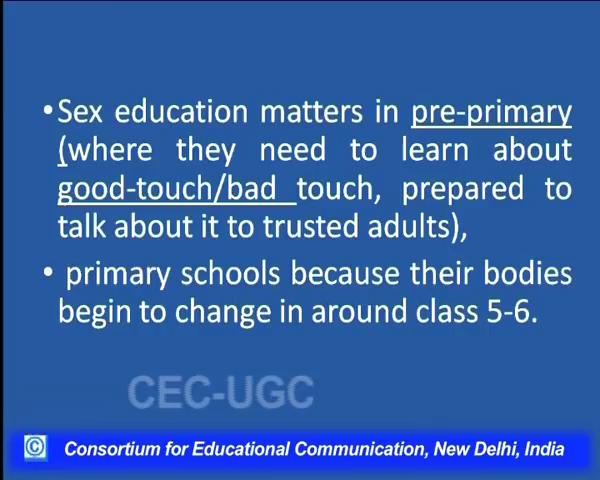 •Sex education matters in pre-primary
(where they need to learn about
good-touch/bad touch, prepared to
talk about it to trusted adults),
• primary schools because their bodies
begin to change in around class 5-6.
CEC-UGC
© Consortium for Educational Communication, New Delhi, India